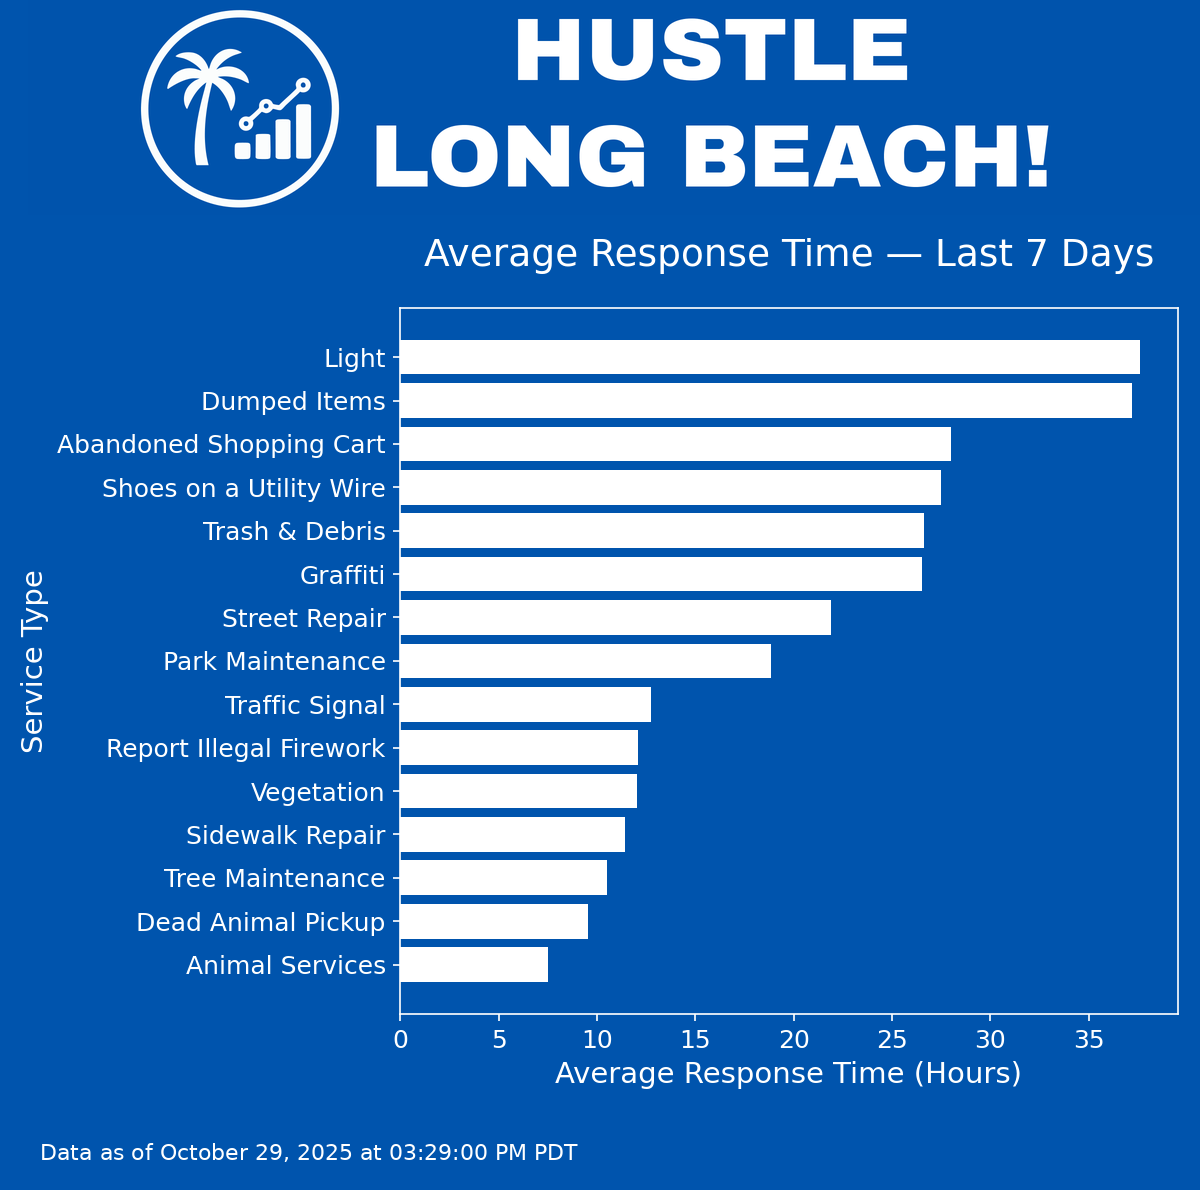 HUSTLE
LONG BEACH!
Average Response Time — Last 7 Days
Service Type
Light
Dumped Items
Abandoned Shopping Cart
Shoes on a Utility Wire
Trash & Debris
Graffiti
Street Repair
Park Maintenance
Traffic Signal
Report Illegal Firework
Vegetation
Sidewalk Repair
Tree Maintenance
Dead Animal Pickup
Animal Services
0 5 10 15 20 25 30 35
Average Response Time (Hours)
Data as of October 29, 2025 at 03:29:00 PM PDT